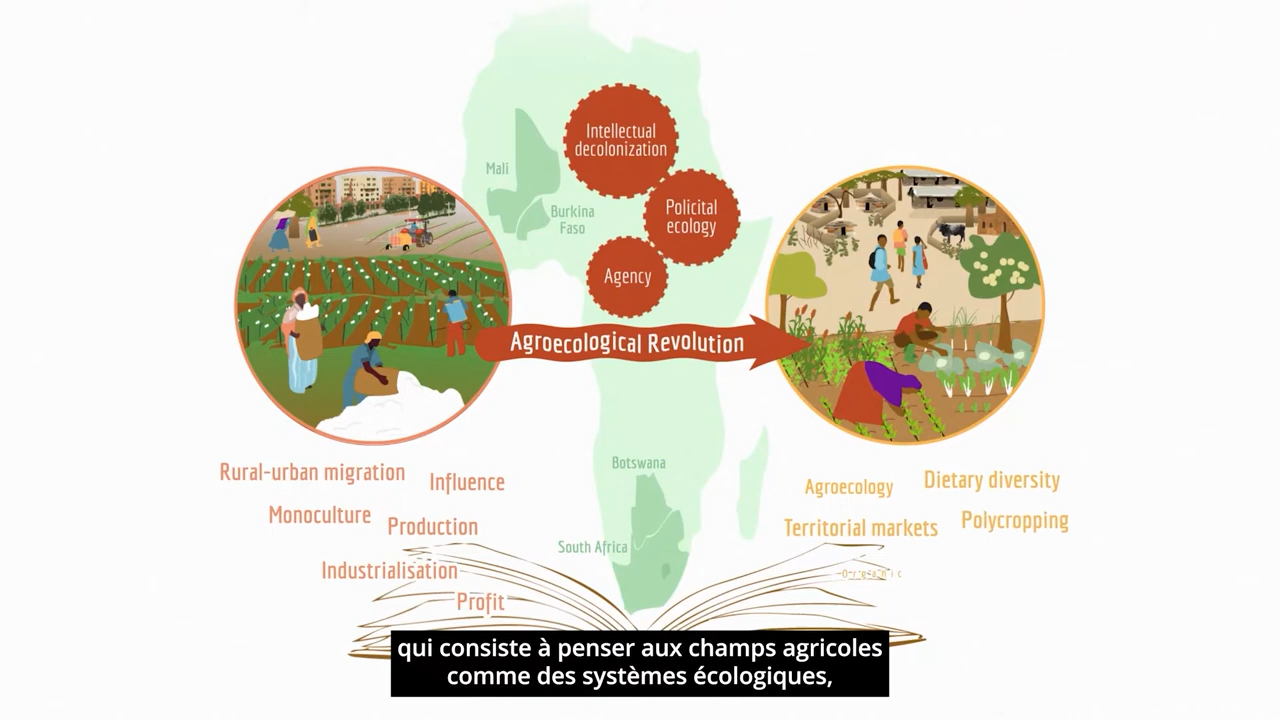 Intellectual
decolonization
Mali
Policital
ecology
Burkina
Faso
Agency
Agroecological Revolution
Rural-urban migration
Influence
Monoculture
Production
Industrialisation
Profit
Botswana
South Africa
Agroecology
Dietary diversity
Territorial markets
Polycropping
Organic
qui consiste à penser aux champs agricoles
comme des systèmes écologiques,